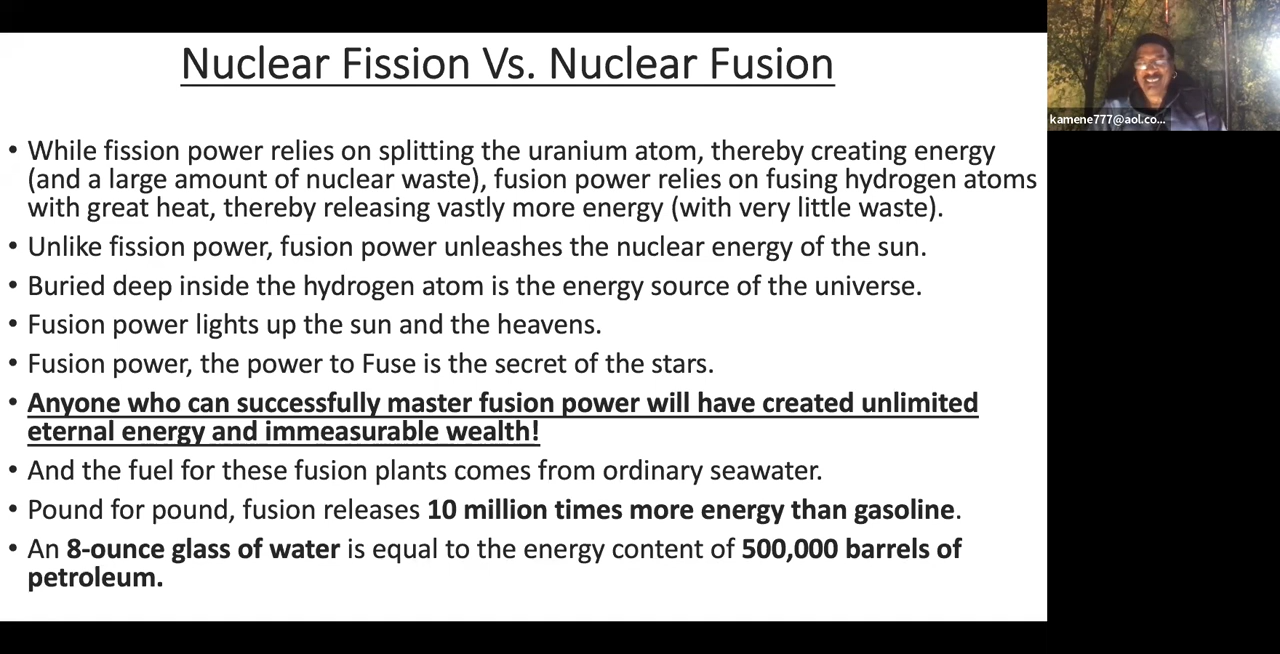 Nuclear Fission Vs. Nuclear Fusion
• While fission power relies on splitting the uranium atom, thereby creating energy
(and a large amount of nuclear waste), fusion power relies on fusing hydrogen atoms
with great heat, thereby releasing vastly more energy (with very little waste).
• Unlike fission power, fusion power unleashes the nuclear energy of the sun.
• Buried deep inside the hydrogen atom is the energy source of the universe.
• Fusion power lights up the sun and the heavens.
• Fusion power, the power to Fuse is the secret of the stars.
• Anyone who can successfully master fusion power will have created unlimited
eternal energy and immeasurable wealth!
• And the fuel for these fusion plants comes from ordinary seawater.
• Pound for pound, fusion releases 10 million times more energy than gasoline.
• An 8-ounce glass of water is equal to the energy content of 500,000 barrels of
petroleum.
kamene777@aol.co...